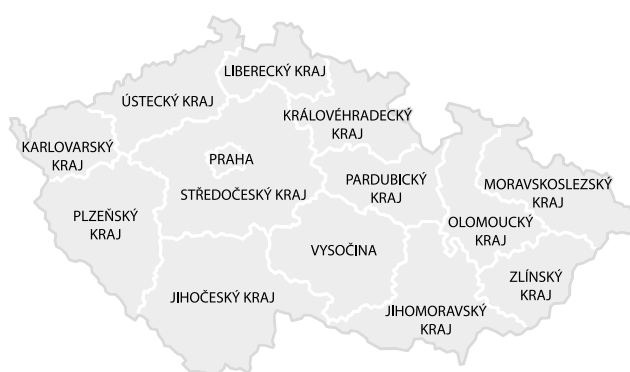 LIBERECKÝ KRAJ
ÚSTECKÝ KRAJ
KRÁLOVÉHRADECKÝ
KRAJ
KARLOVARSKÝ
KRAJ
PRAHA
STŘEDOČESKÝ KRAJ
PARDUBICKÝ
KRAJ
MORAVSKOSLEZSKÝ
KRAJ
PLZEŇSKÝ
KRAJ
OLOMOUCKÝ
KRAJ
VYSOČINA
ZLÍNSKÝ
KRAJ
JIHOČESKÝ KRAJ
JIHOMORAVSKÝ
KRAJ